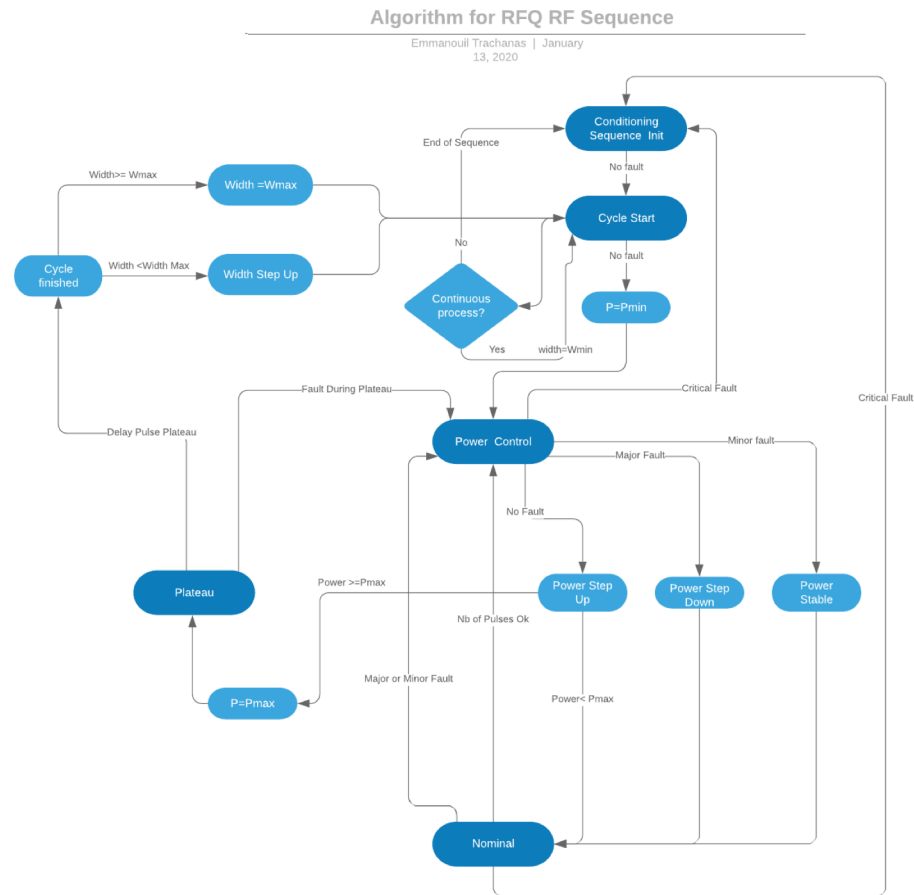 Algorithm for RFQ RF Sequence
Emmanouil Trachanas | January
13, 2020
Conditioning
Sequence Init
End of Sequence
No fault
Width>= Wmax
Width =Wmax
Cycle Start
No
No fault
Cycle
finished
Width <Width Max
Width Step Up
Continuous
process?
P=Pmin
Yes
width=Wmin
Fault During Plateau
Critical Fault
Critical Fault
Delay Pulse Plateau
Power Control
Minor fault
Major Fault
No Fault
Plateau
Power >=Pmax
Power Step
Up
Power Step
Down
Power
Stable
Nb of Pulses Ok
Major or Minor Fault
P=Pmax
Power< Pmax
Nominal